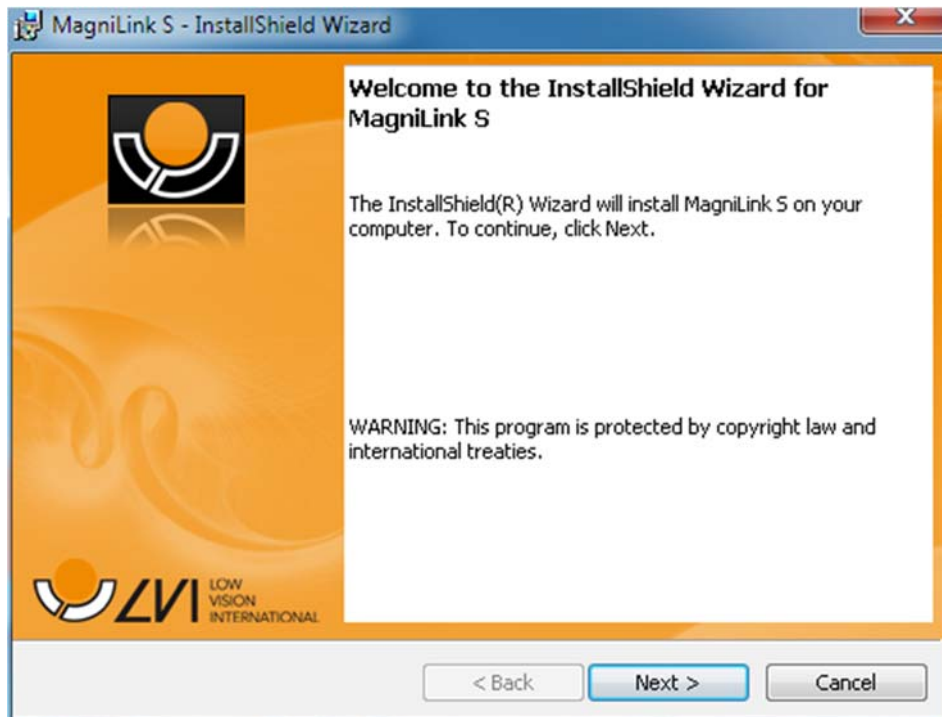 MagniLink S - InstallShield Wizard
Welcome to the InstallShield Wizard for
MagniLink S
The InstallShield(R) Wizard will install MagniLink S on your
computer. To continue, click Next.
WARNING: This program is protected by copyright law and
international treaties.
LVI
LOW
VISION
INTERNATIONAL
< Back
Next >
Cancel